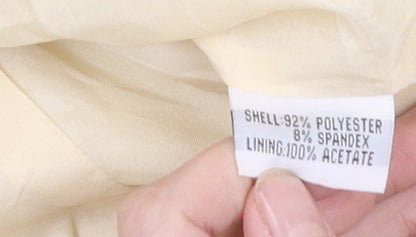 SHELL:92% POLYESTER
8% SPANDEX
LINING:100% ACETATE